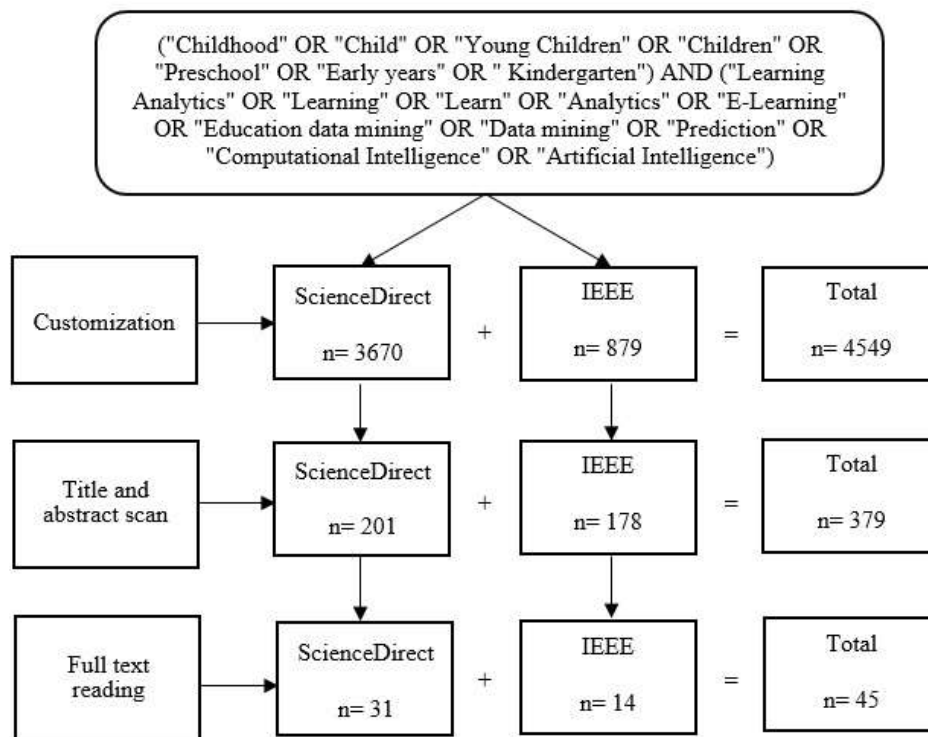 ("Childhood" OR "Child" OR "Young Children" OR "Children" OR
"Preschool" OR "Early years" OR " Kindergarten") AND ("Learning
Analytics" OR "Learning" OR "Learn" OR "Analytics" OR "E-Learning"
OR "Education data mining" OR "Data mining" OR "Prediction" OR
"Computational Intelligence" OR "Artificial Intelligence")
Customization
ScienceDirect
n= 3670
+
IEEE
n= 879
=
Total
n= 4549
Title and
abstract scan
ScienceDirect
n= 201
+
IEEE
n= 178
=
Total
n= 379
Full text
reading
ScienceDirect
n= 31
+
IEEE
n= 14
=
Total
n= 45